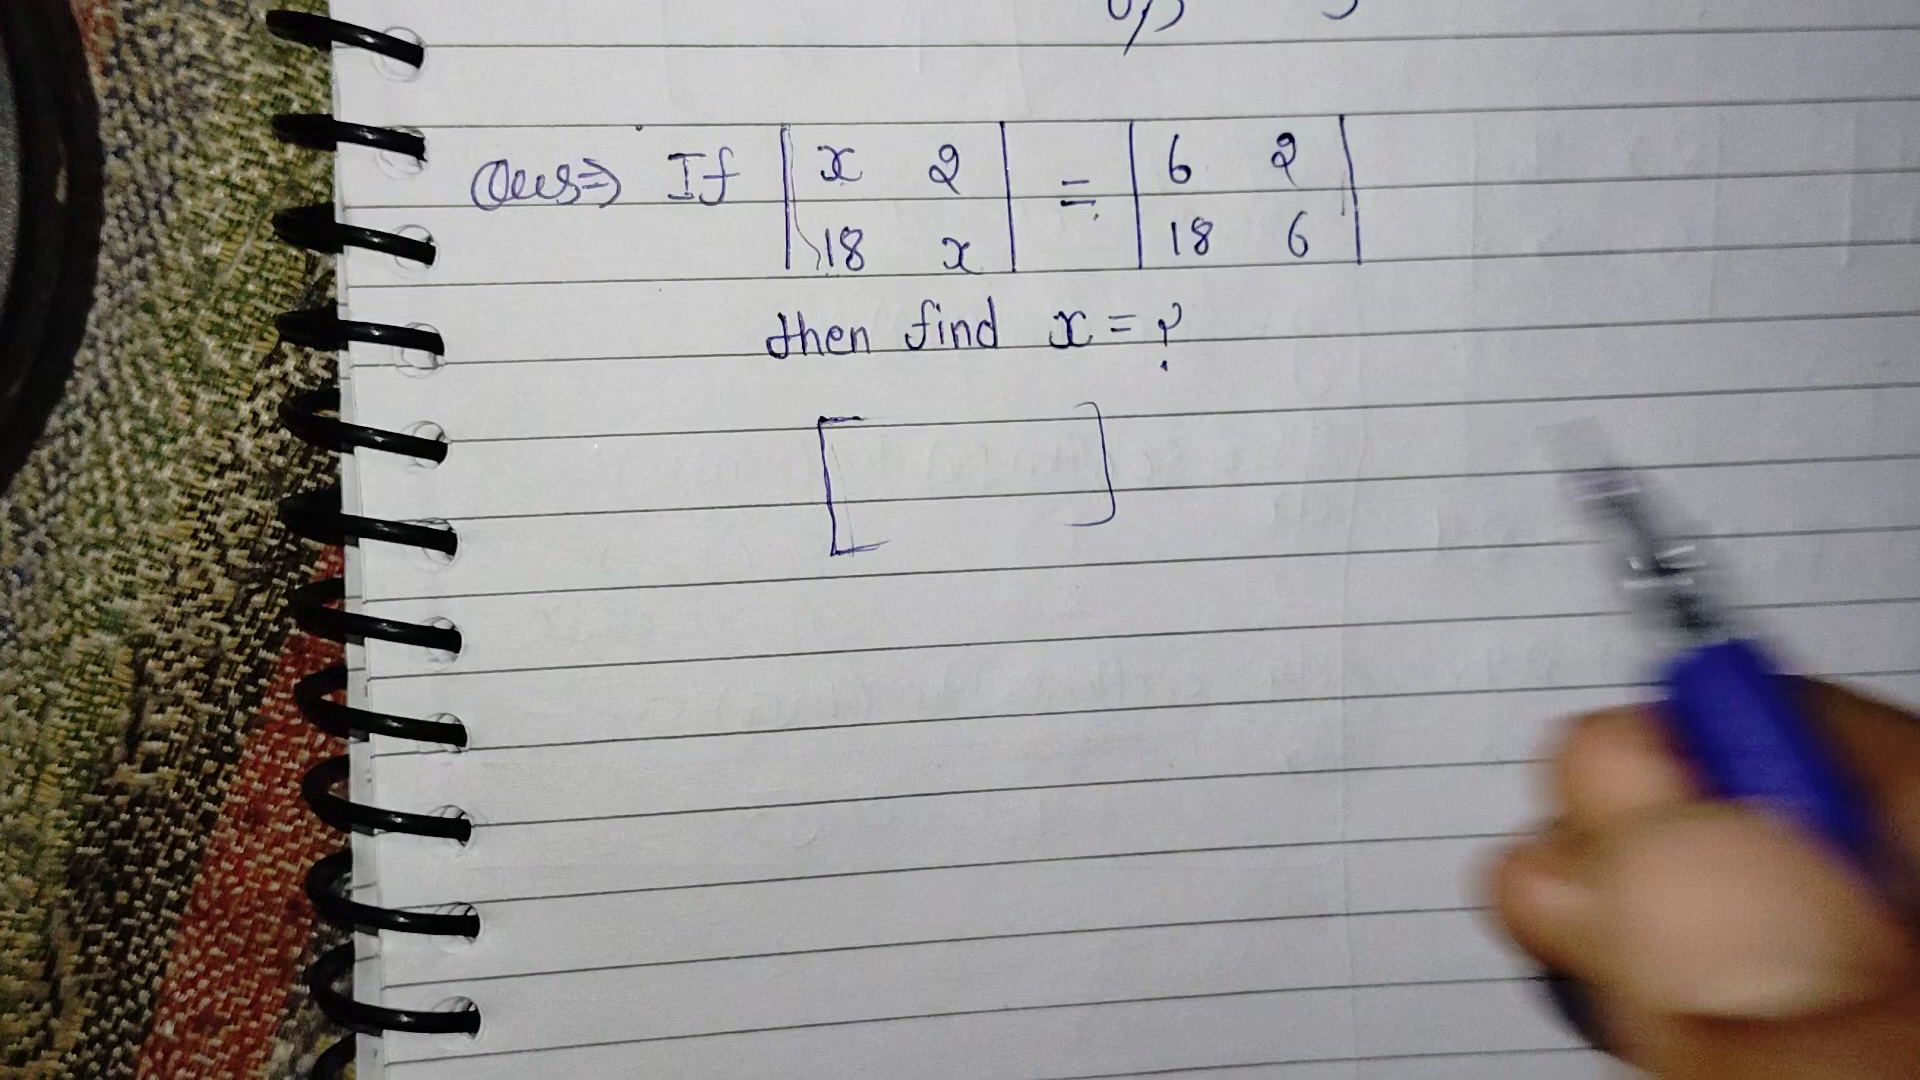 Ques⇒ If | x 2 | = | 6 2 |
| 18 x | | 18 6 |
then find x = ?